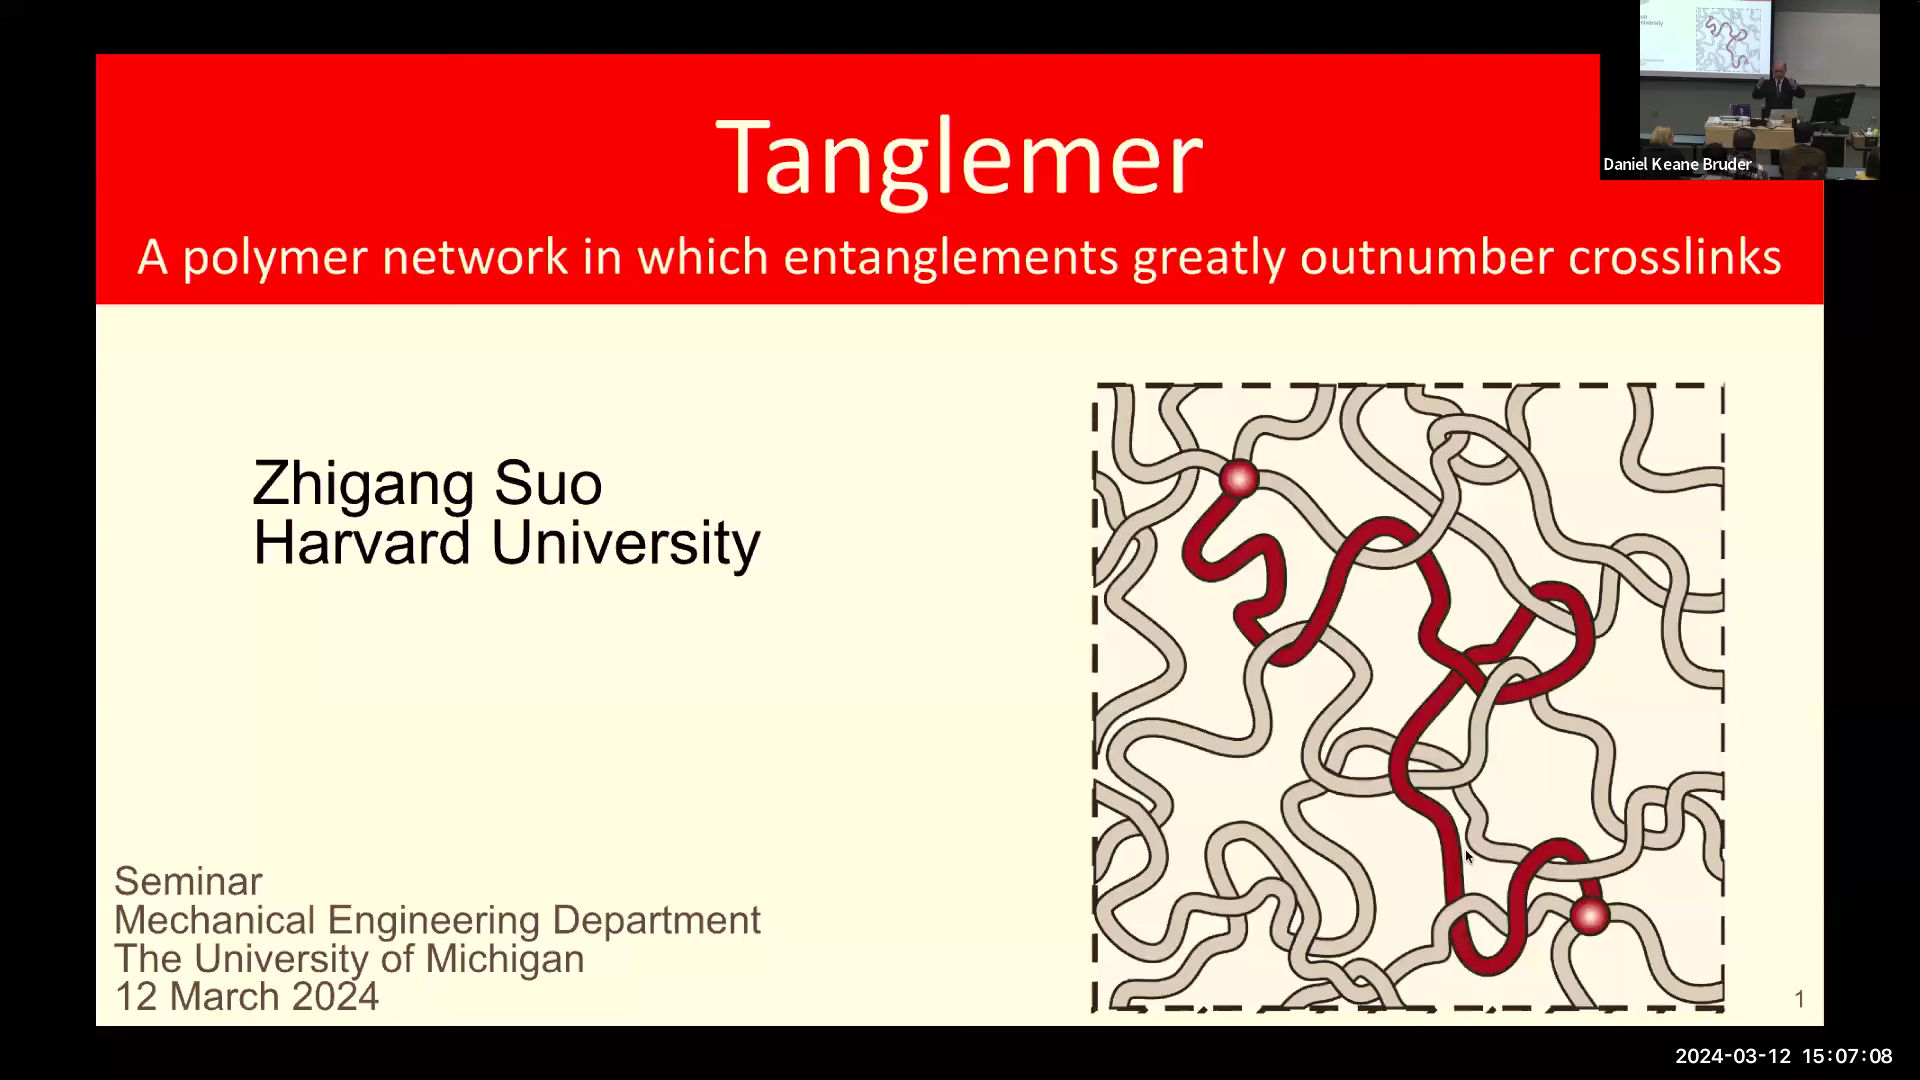 Tanglemer
A polymer network in which entanglements greatly outnumber crosslinks
Daniel Keane Bruder
Zhigang Suo
Harvard University
Seminar
Mechanical Engineering Department
The University of Michigan
12 March 2024
1
2024-03-12 15:07:08